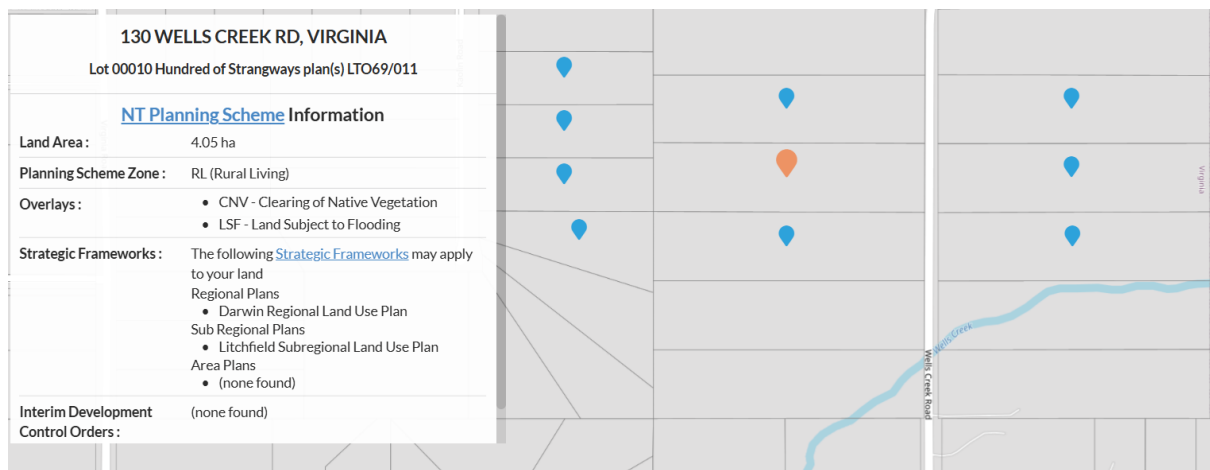 130 WELLS CREEK RD, VIRGINIA
Lot 00010 Hundred of Strangways plan(s) LTO69/011
NT Planning Scheme Information
Land Area : 4.05 ha
Planning Scheme Zone : RL (Rural Living)
Overlays : • CNV - Clearing of Native Vegetation
• LSF - Land Subject to Flooding
Strategic Frameworks : The following Strategic Frameworks may apply
to your land
Regional Plans
• Darwin Regional Land Use Plan
Sub Regional Plans
• Litchfield Subregional Land Use Plan
Area Plans
• (none found)
Interim Development (none found)
Control Orders :
Virginia
Wells Creek
Wells Creek Road